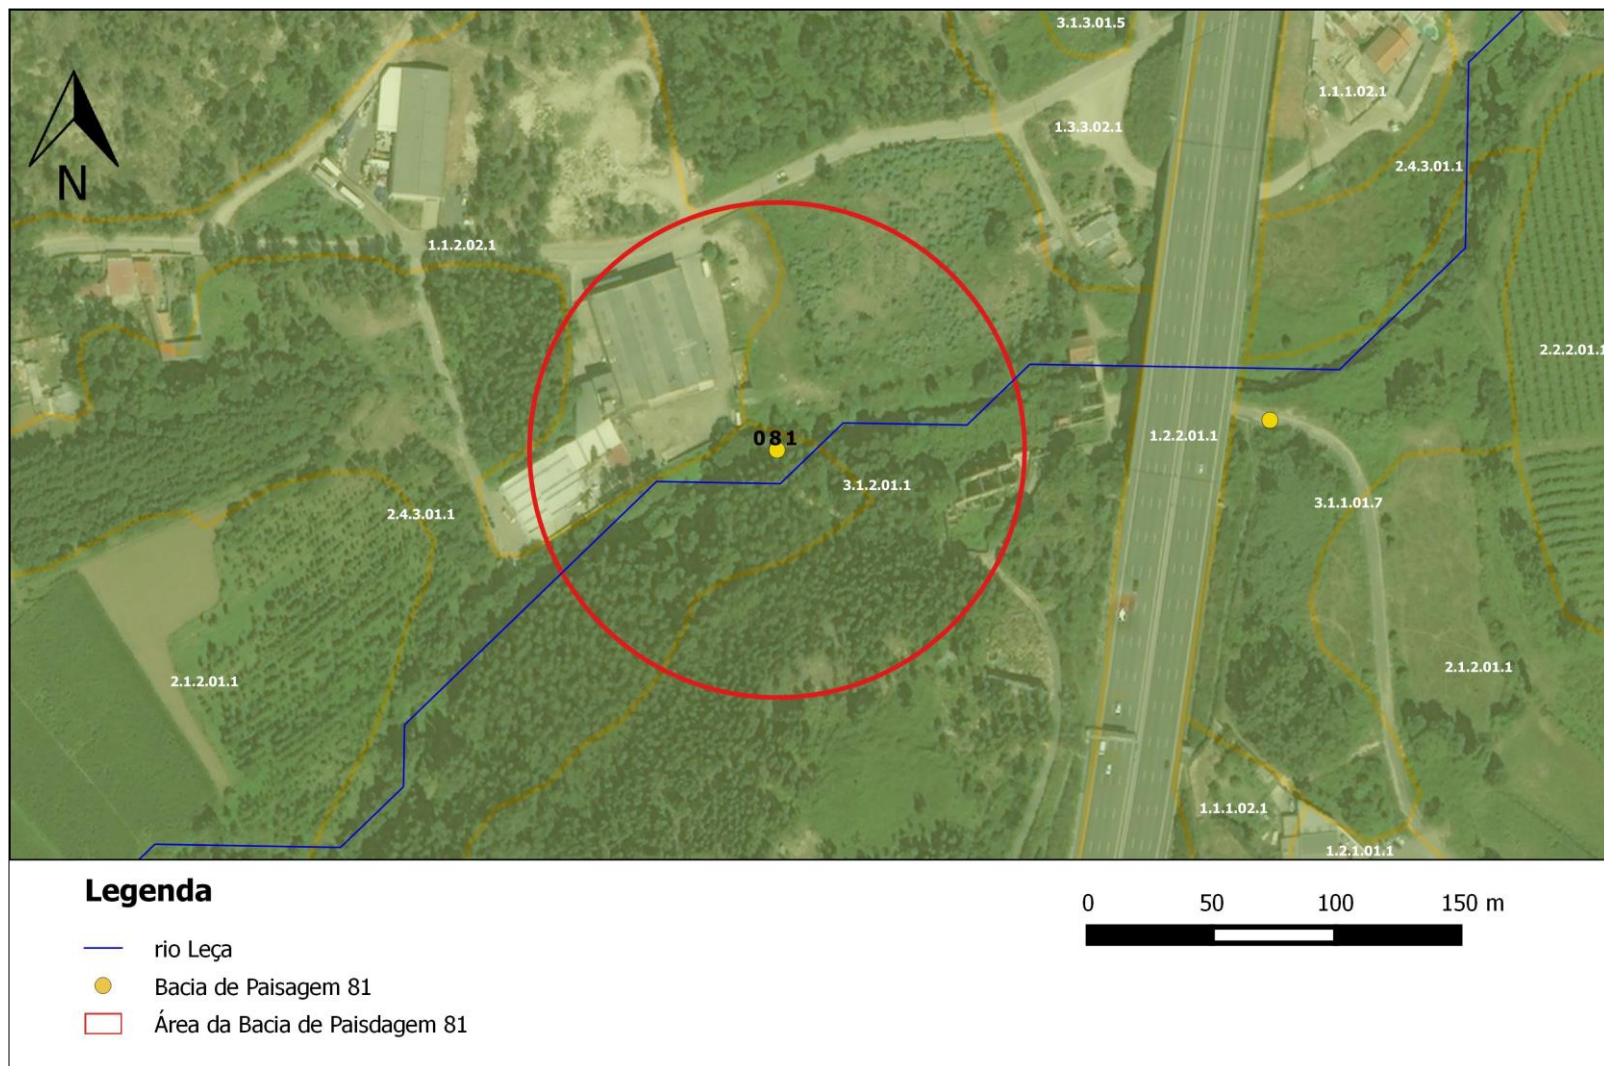 3.1.3.01.5
1.1.1.02.1
1.3.3.02.1
2.4.3.01.1
N
1.1.2.02.1
2.2.2.01.1
081
1.2.2.01.1
3.1.2.01.1
3.1.1.01.7
2.4.3.01.1
2.1.2.01.1
2.1.2.01.1
1.1.1.02.1
1.2.1.01.1
Legenda
rio Leça
Bacia de Paisagem 81
Área da Bacia de Paisdagem 81
0 50 100 150 m